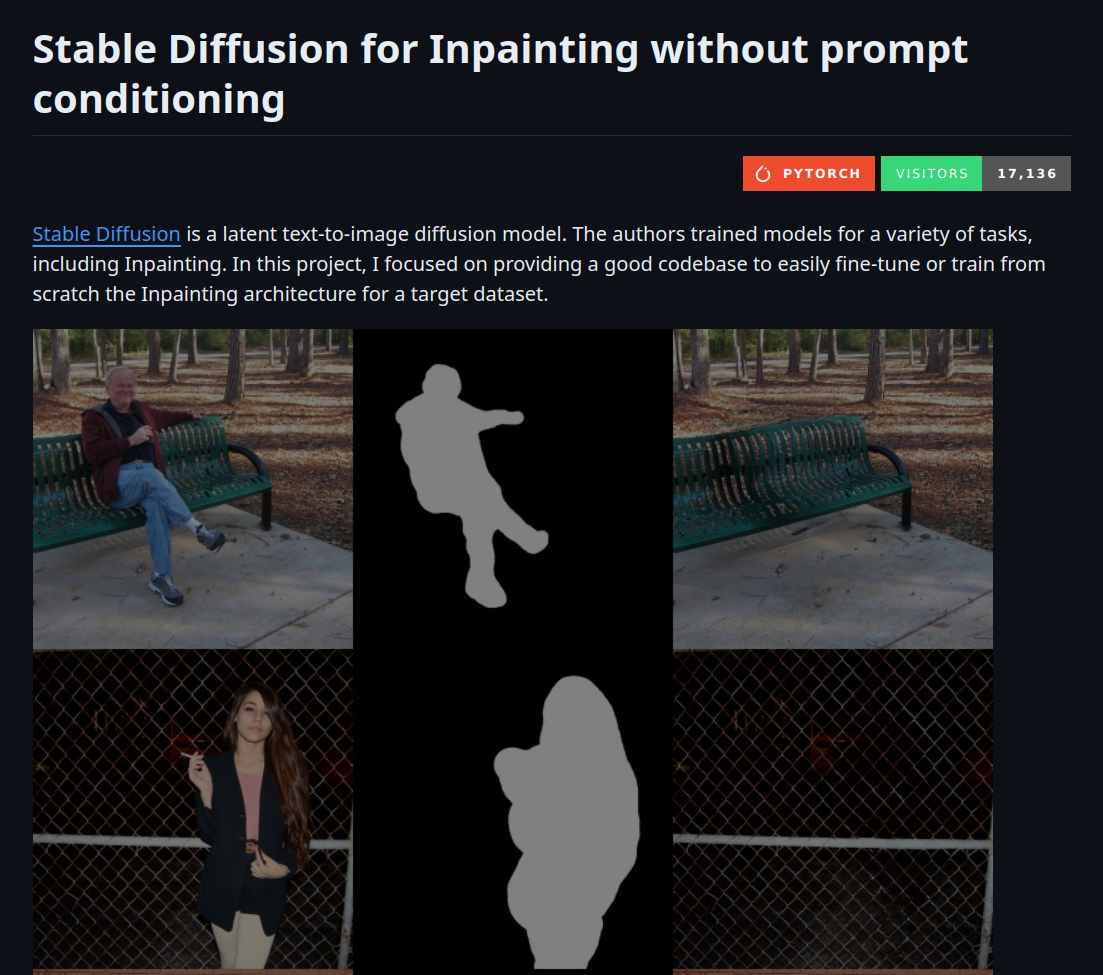 Stable Diffusion for Inpainting without prompt
conditioning
PYTORCH VISITORS 17,136
Stable Diffusion is a latent text-to-image diffusion model. The authors trained models for a variety of tasks,
including Inpainting. In this project, I focused on providing a good codebase to easily fine-tune or train from
scratch the Inpainting architecture for a target dataset.